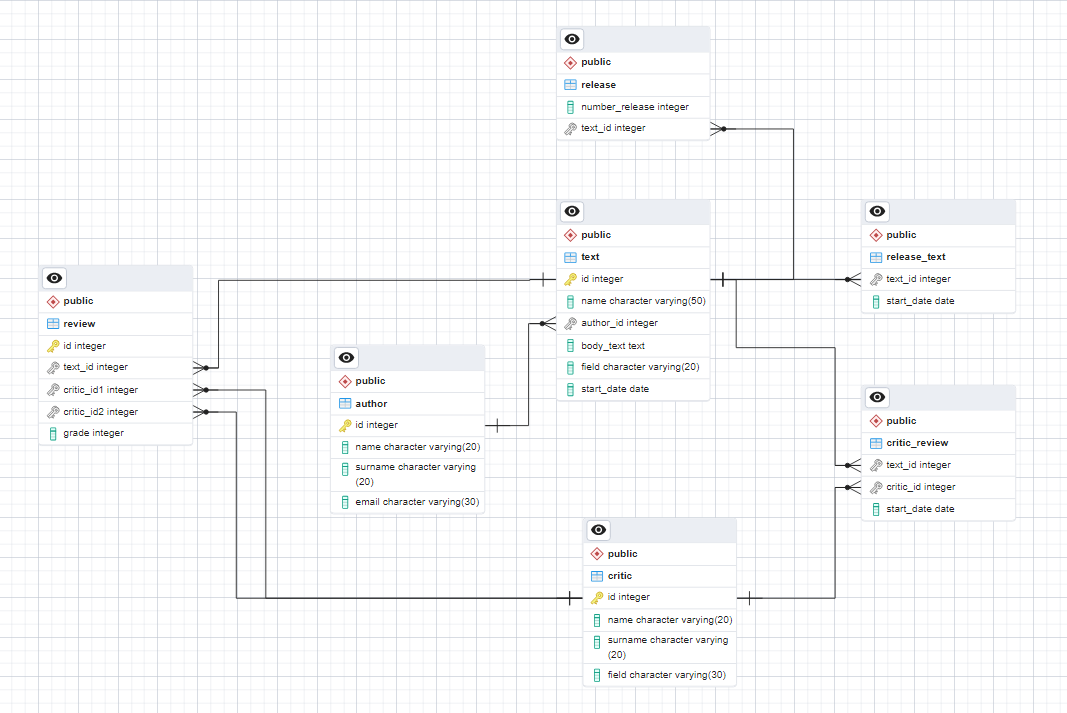 public
release
number_release integer
text_id integer
public
text
id integer
name character varying(50)
author_id integer
body_text text
field character varying(20)
start_date date
public
release_text
text_id integer
start_date date
public
review
id integer
text_id integer
critic_id1 integer
critic_id2 integer
grade integer
public
author
id integer
name character varying(20)
surname character varying
(20)
email character varying(30)
public
critic_review
text_id integer
critic_id integer
start_date date
public
critic
id integer
name character varying(20)
surname character varying
(20)
field character varying(30)